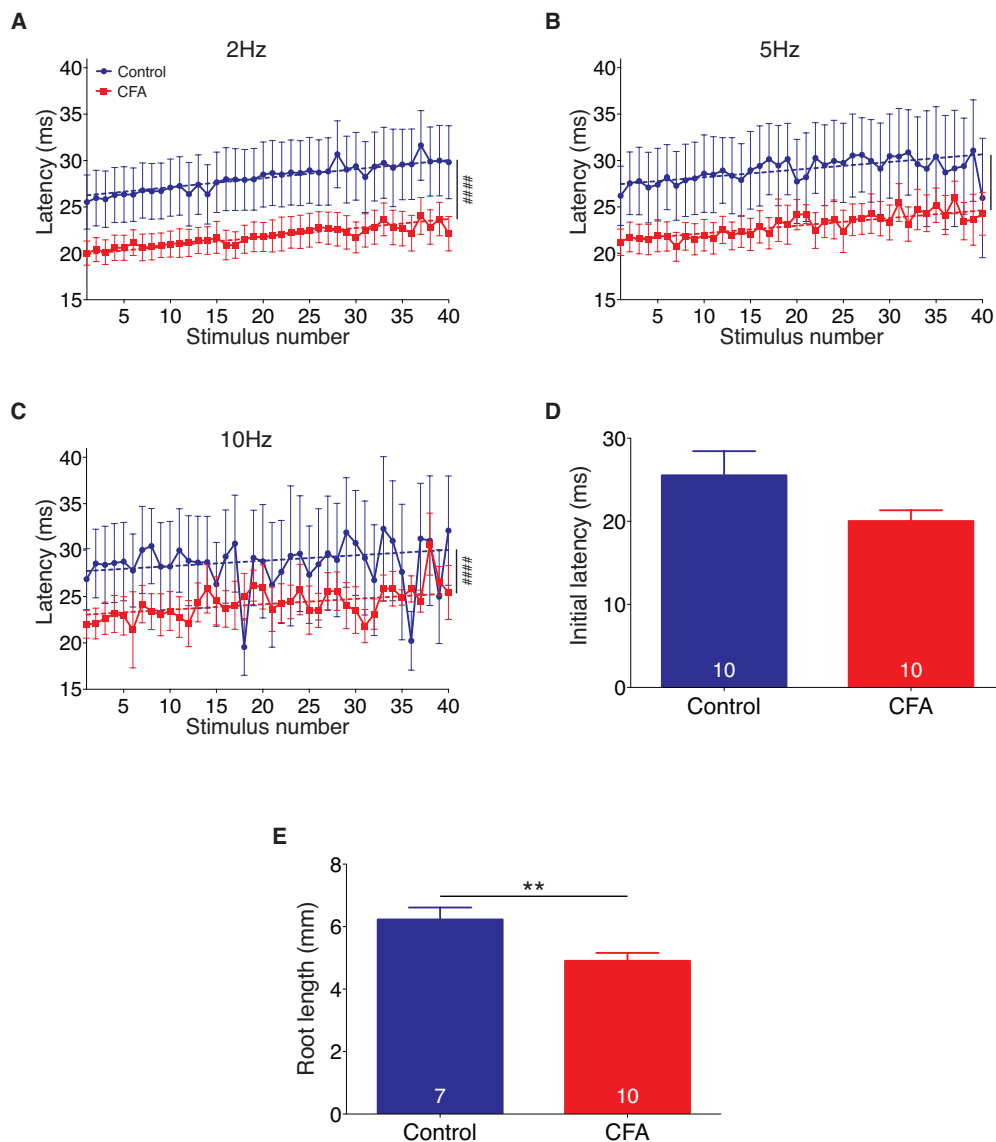 A
2Hz
Control
CFA
Latency (ms)
40
35
30
25
20
15
5 10 15 20 25 30 35 40
Stimulus number
####
B
5Hz
Latency (ms)
40
35
30
25
20
15
5 10 15 20 25 30 35 40
Stimulus number
C
10Hz
Latency (ms)
40
35
30
25
20
15
5 10 15 20 25 30 35 40
Stimulus number
####
D
Initial latency (ms)
30
20
10
0
10 10
Control CFA
E
Root length (mm)
8
6
4
2
0
**
7 10
Control CFA